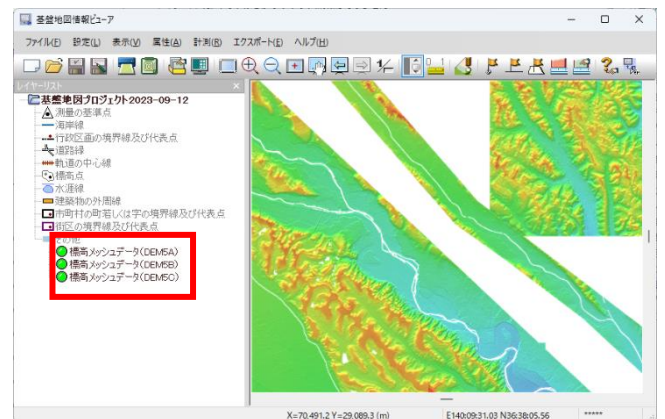 基盤地図情報ビューア
ファイル(F) 設定(L) 表示(V) 属性(A) 計測(R) エクスポート(E) ヘルプ(H)
レイヤーリスト
基盤地図プロジェクト2023-09-12
測量の基準点
海岸線
行政区画の境界線及び代表点
道路縁
軌道の中心線
標高点
水涯線
建築物の外周線
市町村の町若しくは字の境界線及び代表点
街区の境界線及び代表点
その他
標高メッシュデータ(DEM5A)
標高メッシュデータ(DEM5B)
標高メッシュデータ(DEM5C)
X=70,491.2 Y=29,089.3 (m) E140:09:31.03 N36:38:05.56 *****